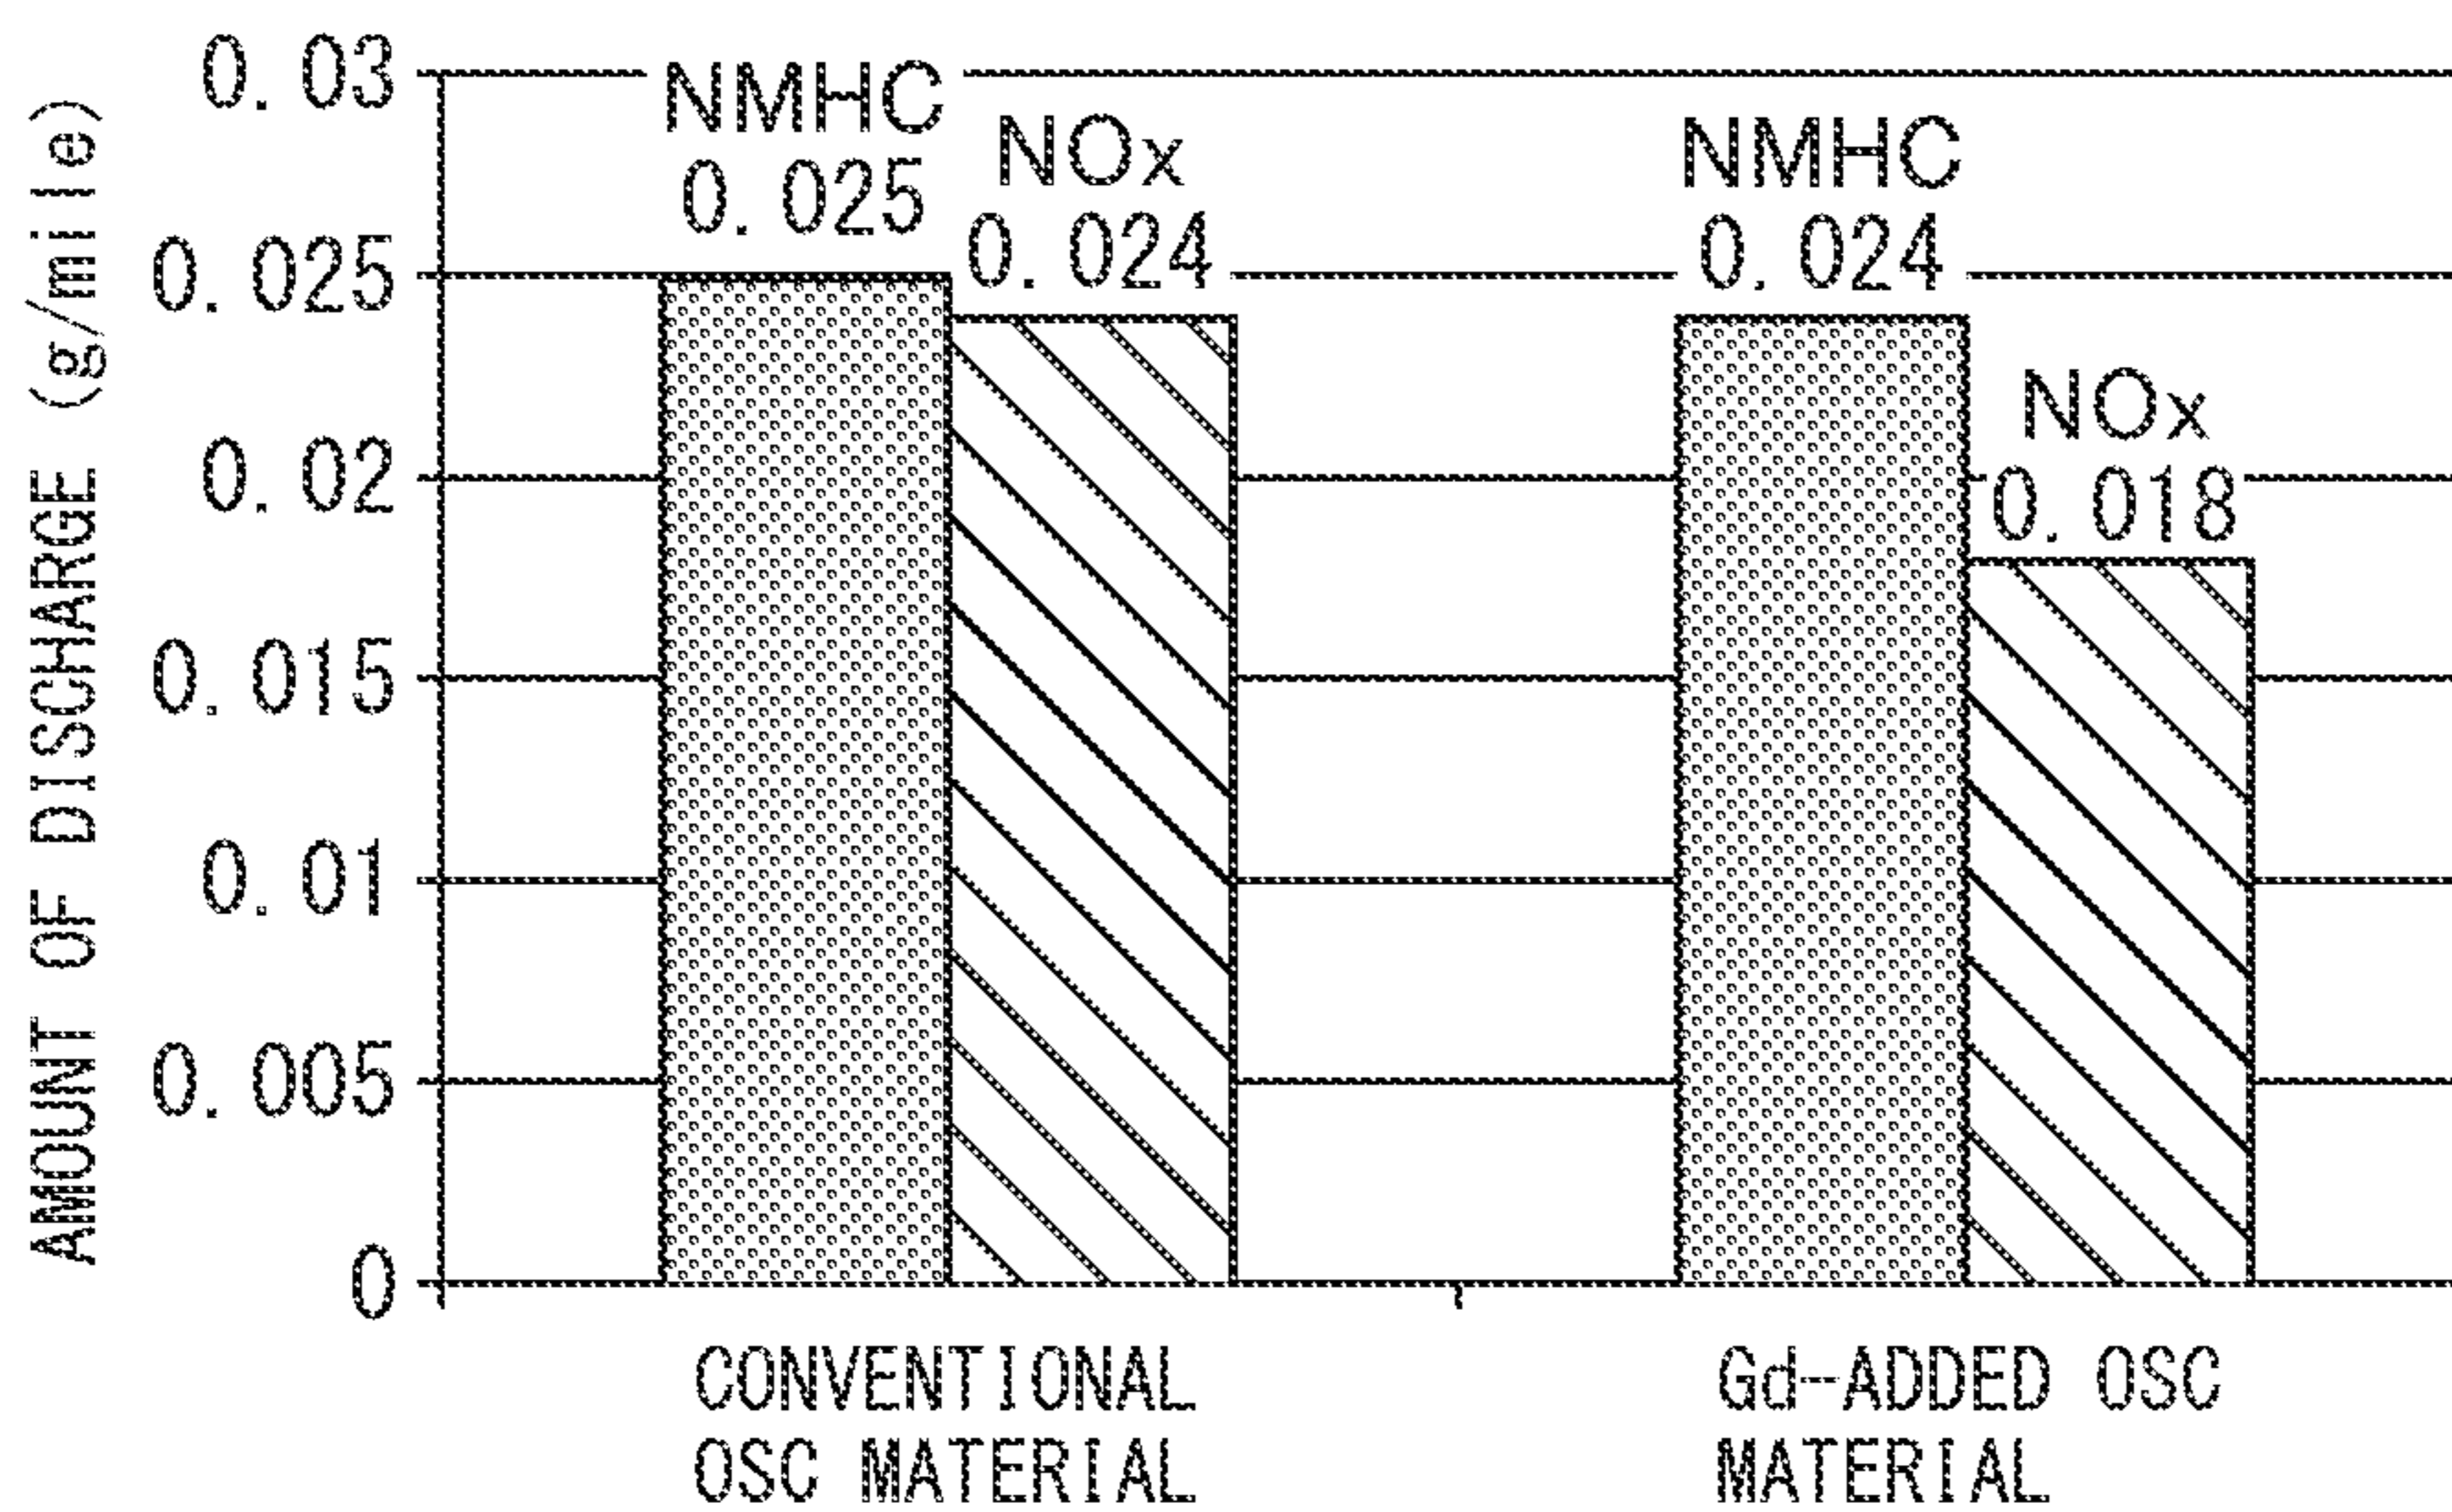 AMOUNT OF DISCHARGE (g/mile)
0.03
0.025
0.02
0.015
0.01
0.005
0
NMHC
0.025
NOx
0.024
NMHC
0.024
NOx
0.018
CONVENTIONAL
OSC MATERIAL
Gd-ADDED OSC
MATERIAL